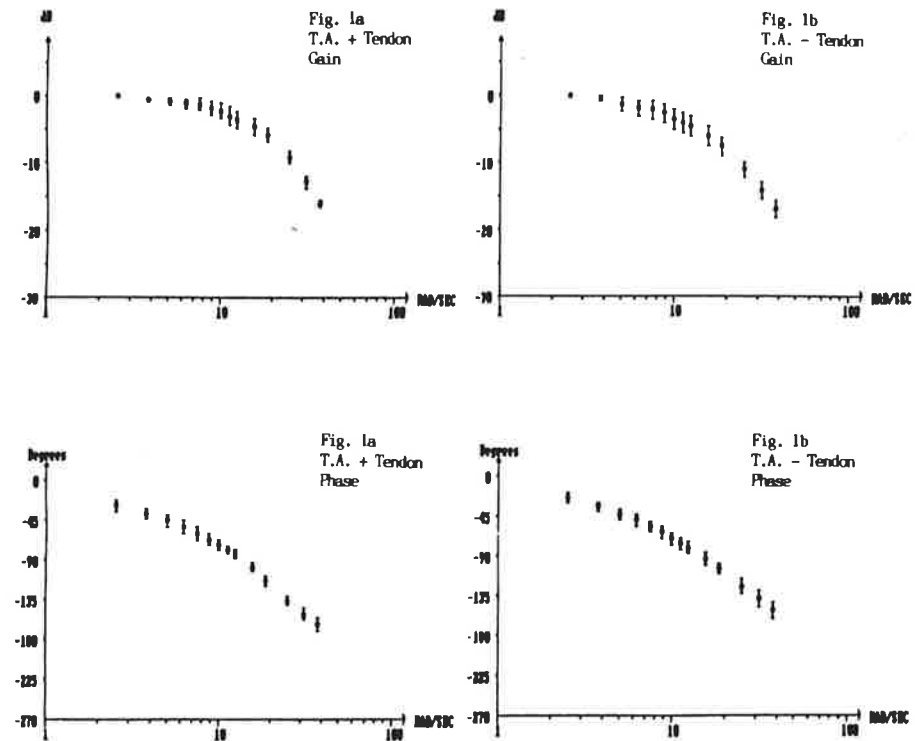 dB
Fig. 1a
T.A. + Tendon
Gain
0
-10
-20
-30
1
10
100
RAD/SEC
dB
Fig. 1b
T.A. - Tendon
Gain
0
-10
-20
-30
1
10
100
RAD/SEC
Degrees
Fig. 1a
T.A. + Tendon
Phase
0
-45
-90
-135
-180
-225
-270
1
10
100
RAD/SEC
Degrees
Fig. 1b
T.A. - Tendon
Phase
0
-45
-90
-135
-180
-225
-270
1
10
100
RAD/SEC